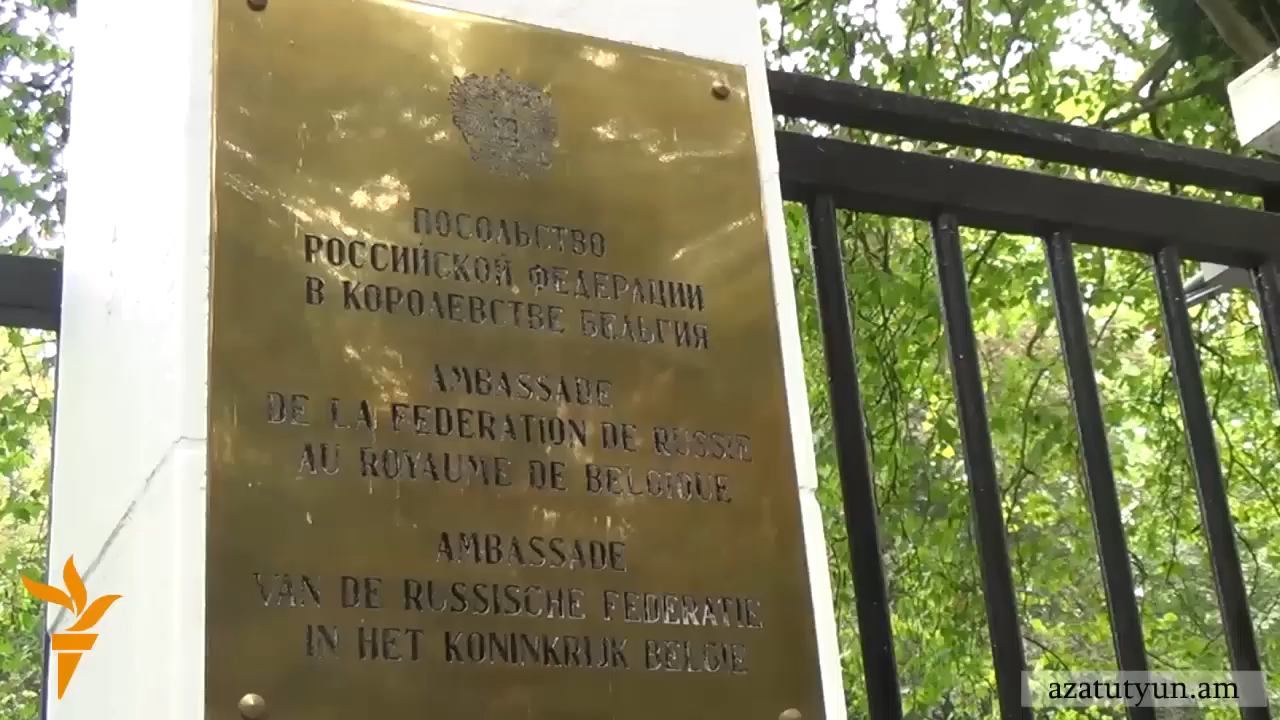 ПОСОЛЬСТВО
РОССИЙСКОЙ ФЕДЕРАЦИИ
В КОРОЛЕВСТВЕ БЕЛЬГИЯ
AMBASSADE
DE LA FEDERATION DE RUSSIE
AU ROYAUME DE BELGIQUE
AMBASSADE
VAN DE RUSSISCHE FEDERATIE
IN HET KONINKRIJK BELGIE
azatutyun.am